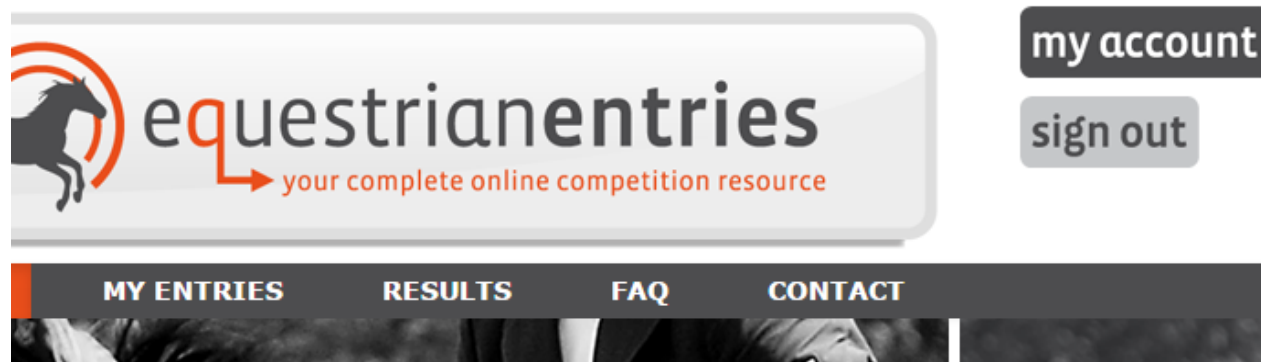 my account
equestrianentries
sign out
your complete online competition resource
MY ENTRIES RESULTS FAQ CONTACT